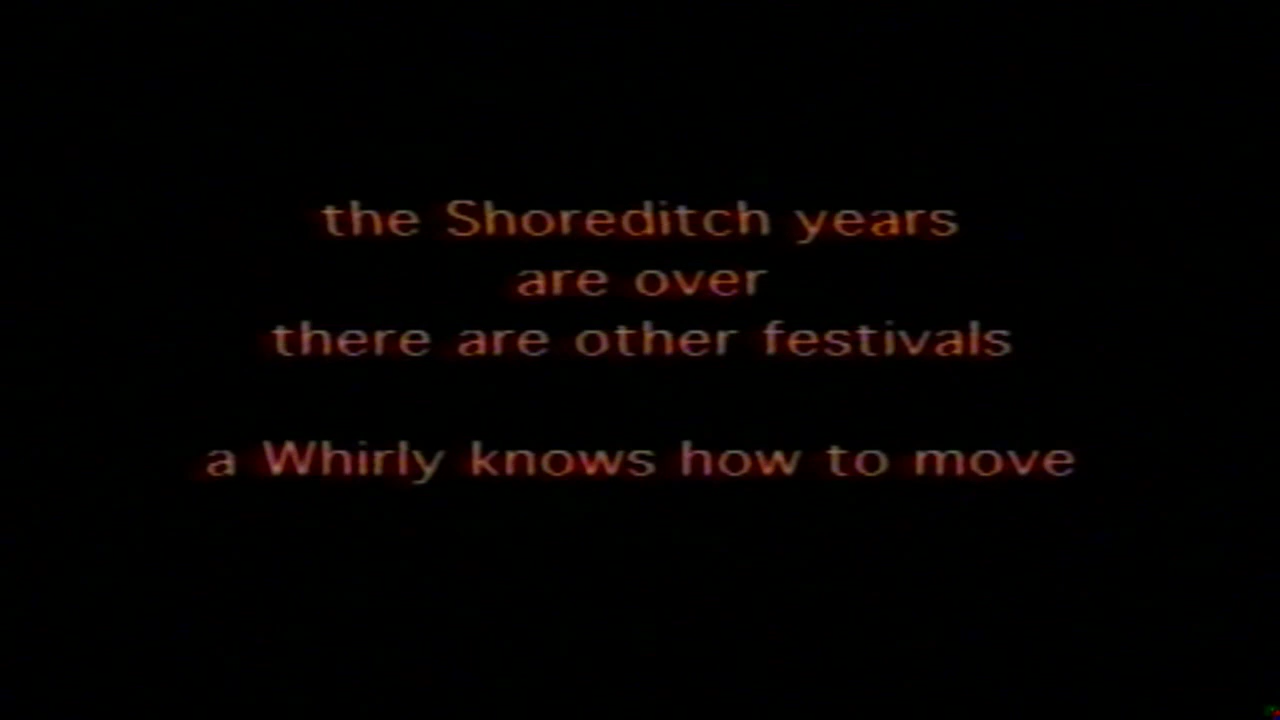 the Shoreditch years
are over
there are other festivals
a Whirly knows how to move